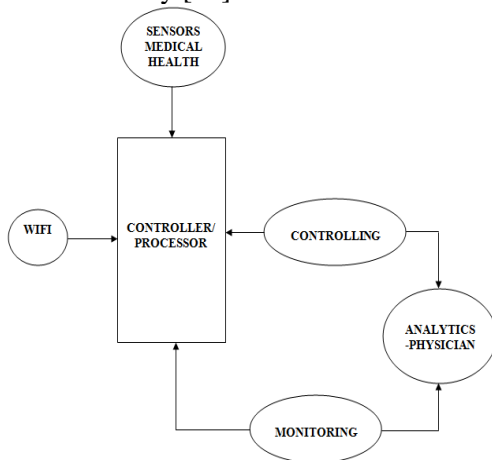 SENSORS
MEDICAL
HEALTH
WIFI
CONTROLLER/
PROCESSOR
CONTROLLING
ANALYTICS
-PHYSICIAN
MONITORING